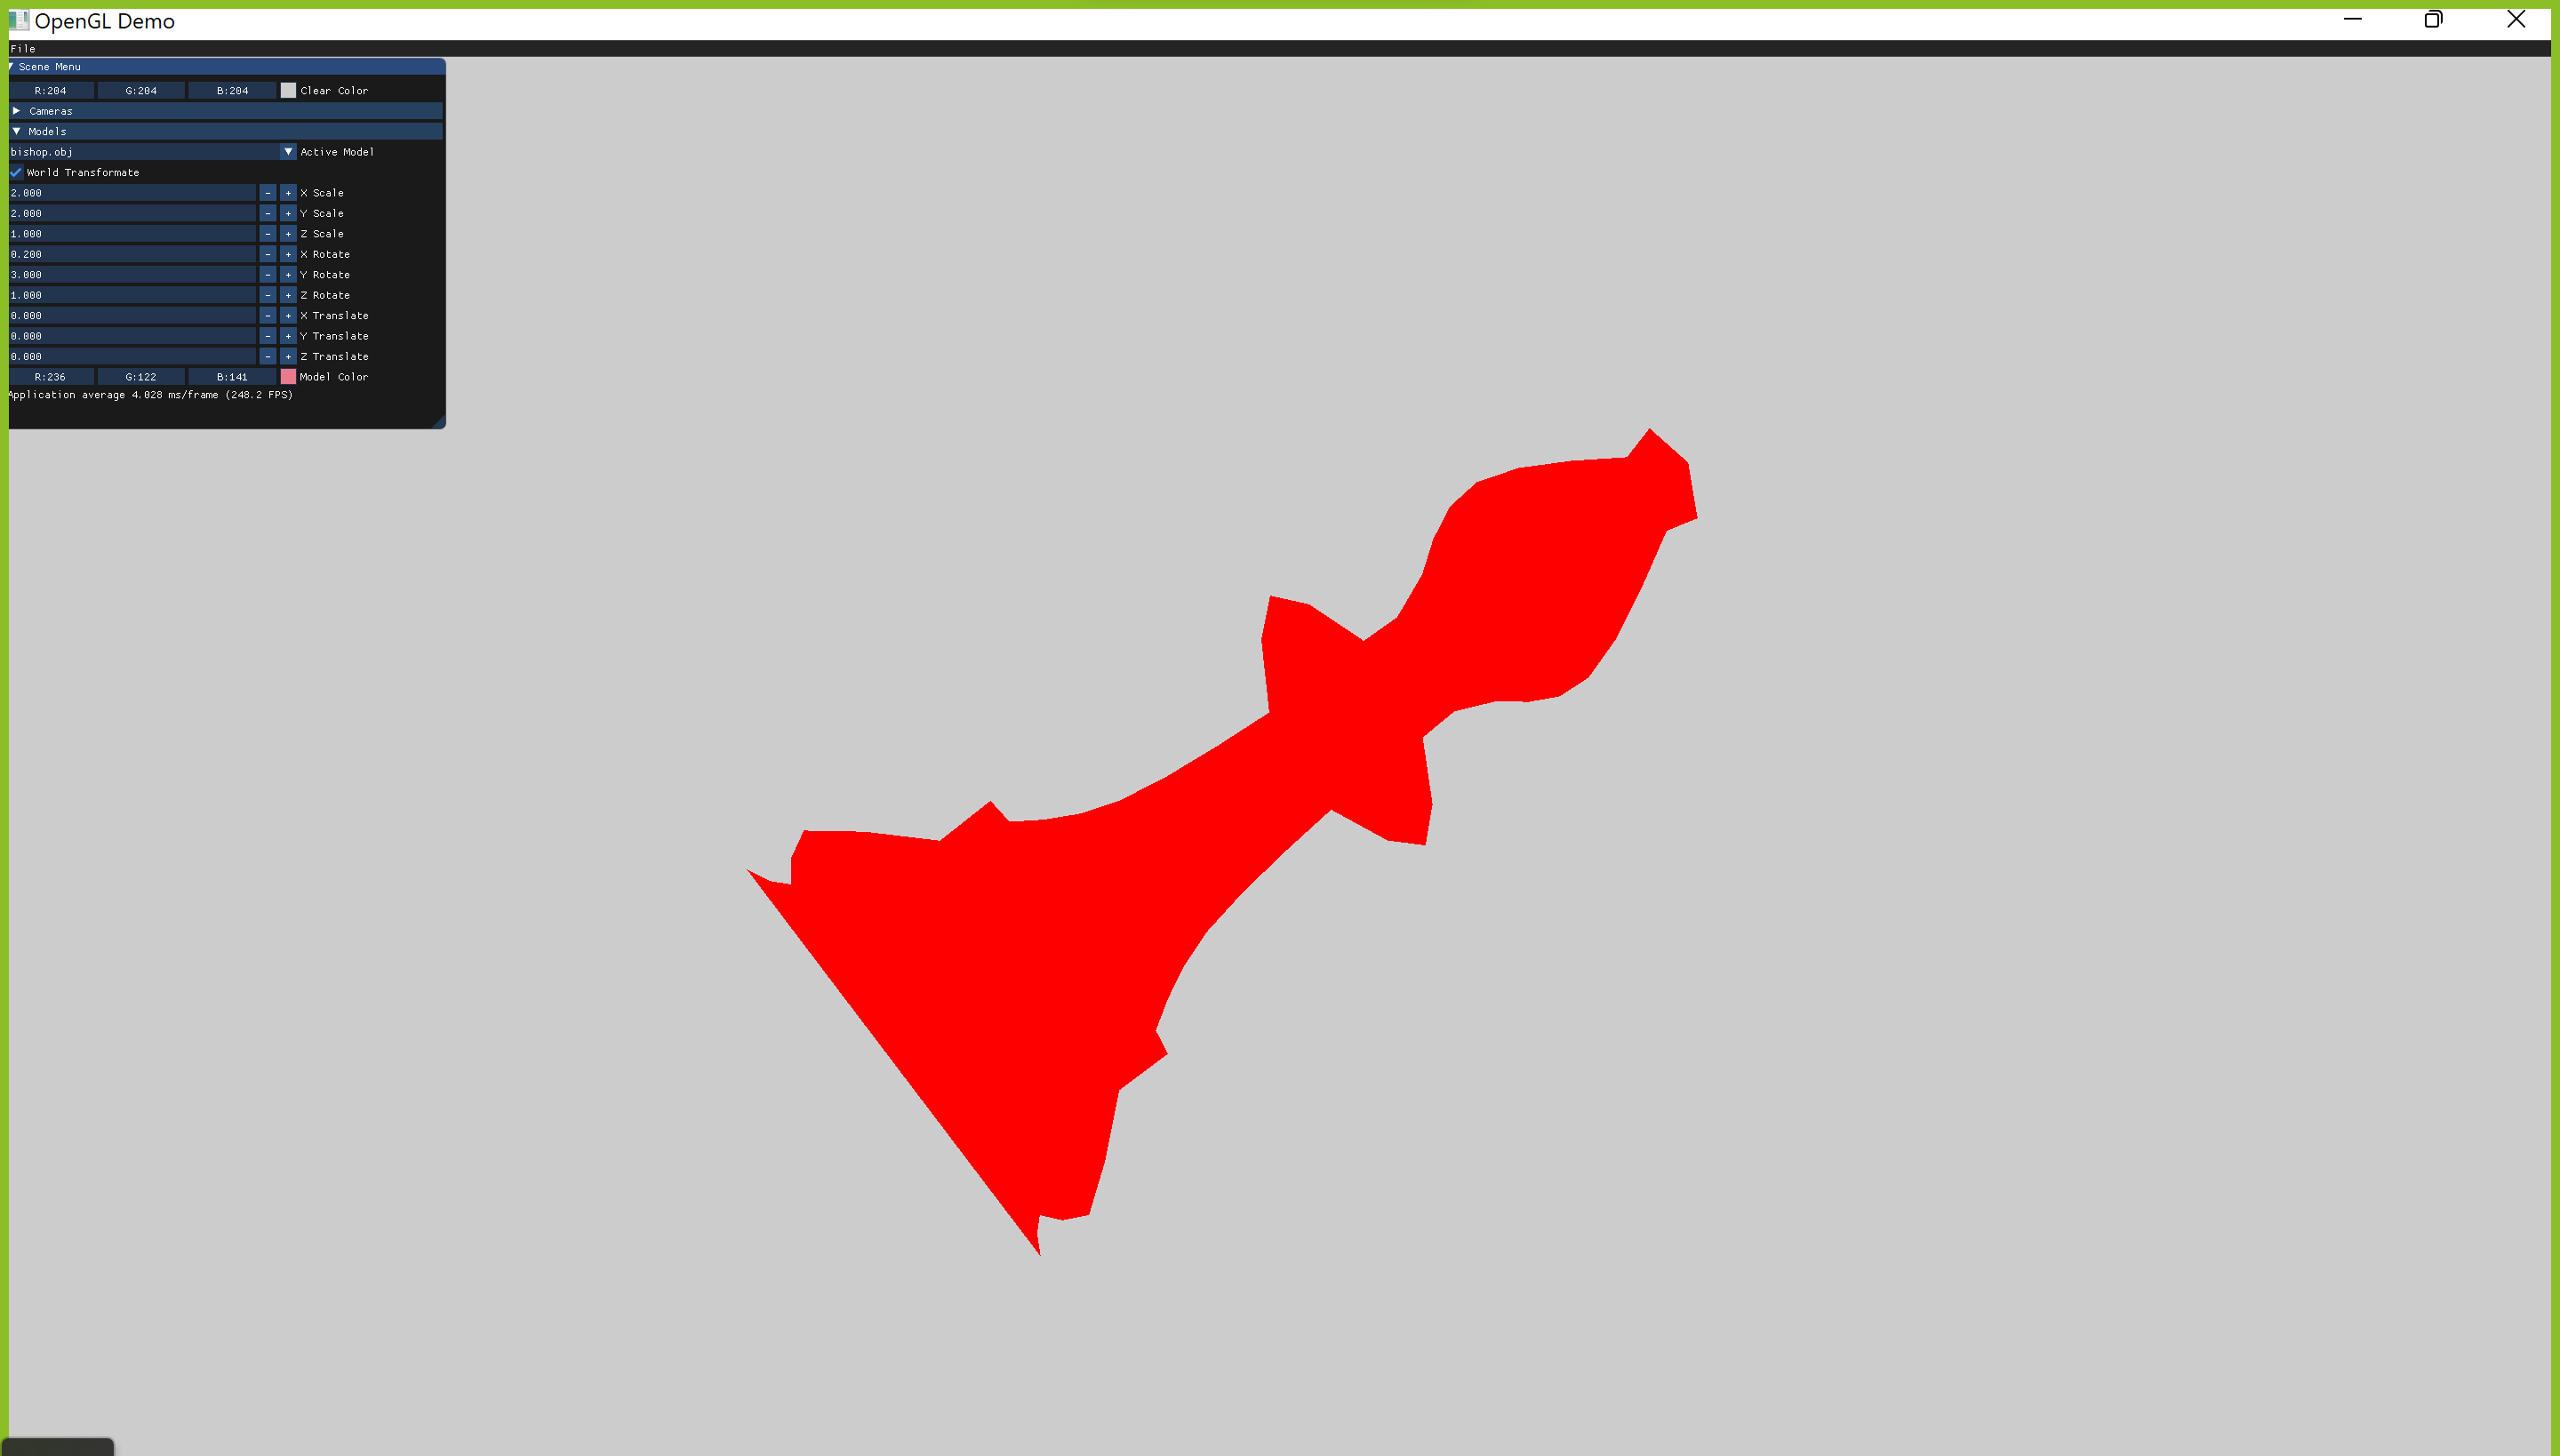 OpenGL Demo
File
Scene Menu
R:204 G:204 B:204 Clear Color
Cameras
Models
bishop.obj Active Model
World Transformate
2.000 - + X Scale
2.000 - + Y Scale
1.000 - + Z Scale
0.200 - + X Rotate
3.000 - + Y Rotate
1.000 - + Z Rotate
0.000 - + X Translate
0.000 - + Y Translate
0.000 - + Z Translate
R:236 G:122 B:141 Model Color
Application average 4.028 ms/frame (248.2 FPS)